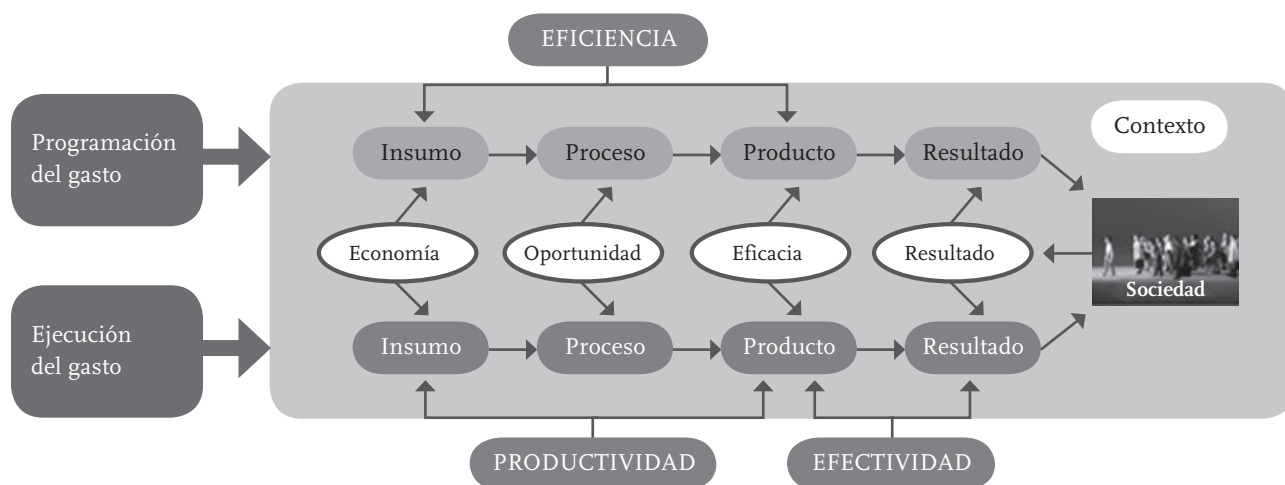 EFICIENCIA
Programación
del gasto
Contexto
Insumo
Proceso
Producto
Resultado
Economía
Oportunidad
Eficacia
Resultado
Sociedad
Ejecución
del gasto
Insumo
Proceso
Producto
Resultado
PRODUCTIVIDAD
EFECTIVIDAD